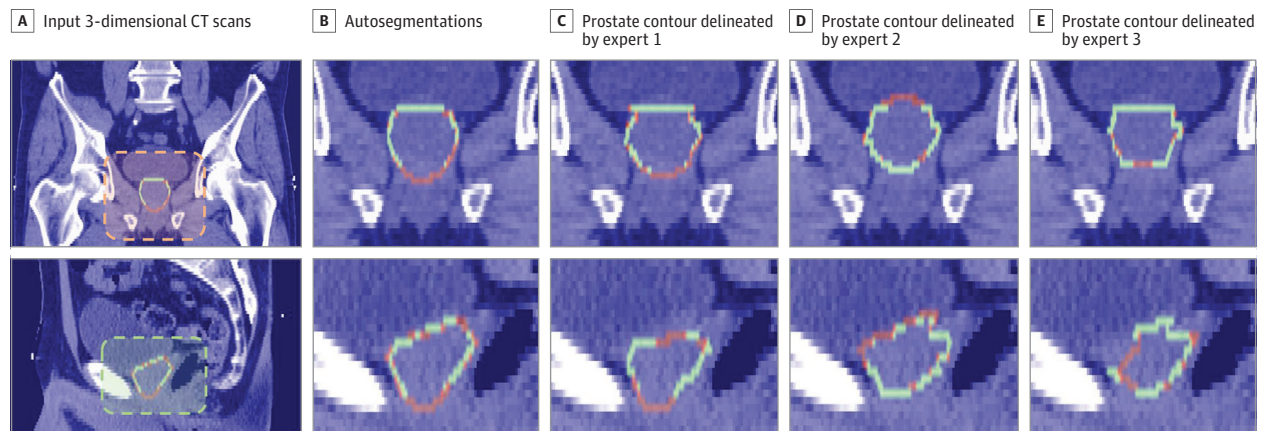 A Input 3-dimensional CT scans
B Autosegmentations
C Prostate contour delineated
by expert 1
D Prostate contour delineated
by expert 2
E Prostate contour delineated
by expert 3